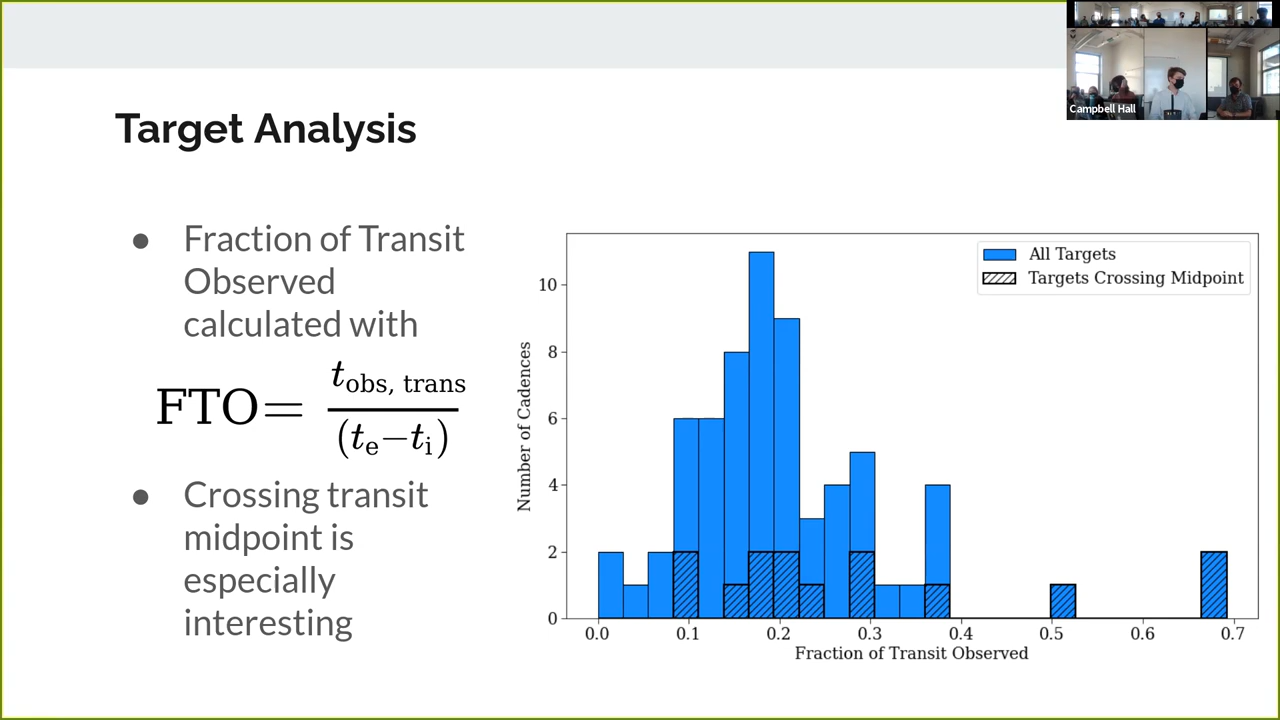 Campbell Hall
Target Analysis
● Fraction of Transit
Observed
calculated with
FTO= t_obs, trans / (t_e−t_i)
● Crossing transit
midpoint is
especially
interesting
All Targets
Targets Crossing Midpoint
Number of Cadences
10
8
6
4
2
0
0.0 0.1 0.2 0.3 0.4 0.5 0.6 0.7
Fraction of Transit Observed